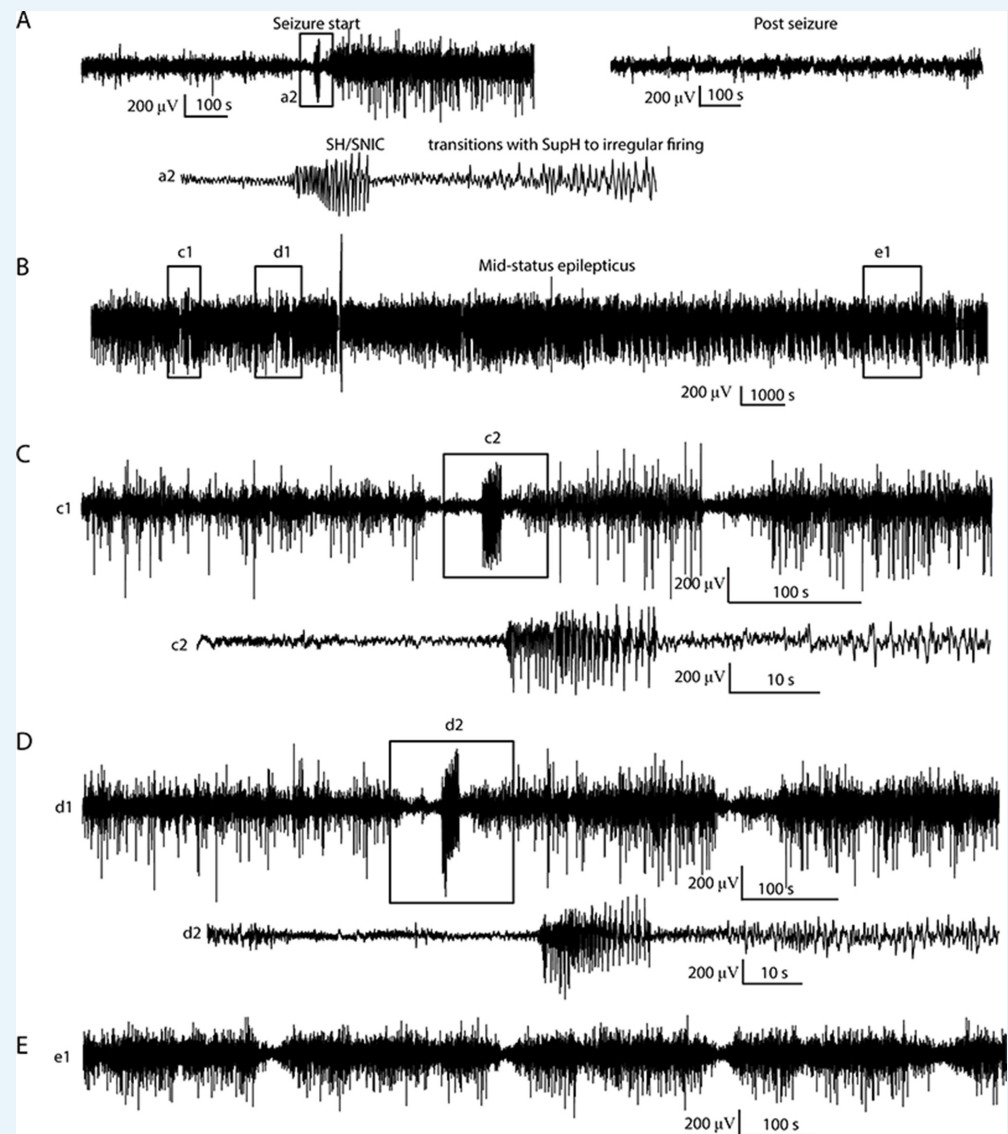 A
Seizure start
Post seizure
a2
200 µV 100 s
200 µV 100 s
SH/SNIC transitions with SupH to irregular firing
a2
B
c1 d1 Mid-status epilepticus e1
200 µV 1000 s
C
c2
c1
200 µV 100 s
c2
200 µV 10 s
D
d2
d1
200 µV 100 s
d2
200 µV 10 s
E
e1
200 µV 100 s